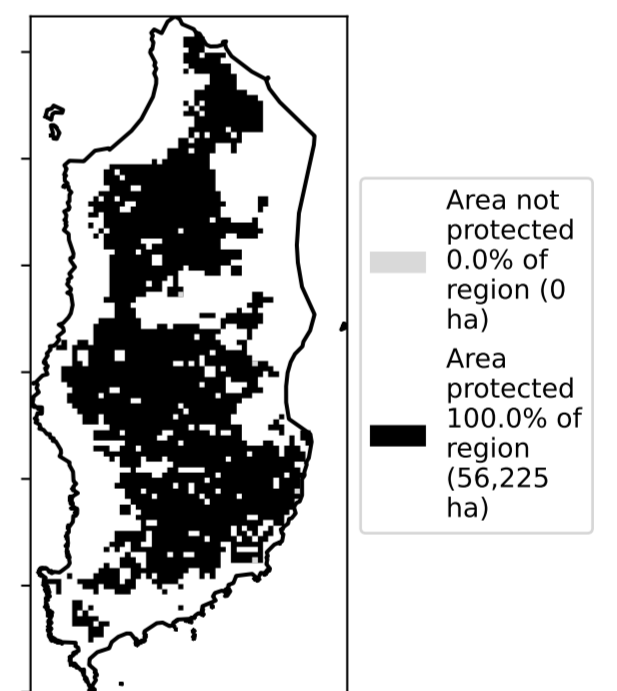 Area not
protected
0.0% of
region (0
ha)
Area
protected
100.0% of
region
(56,225
ha)